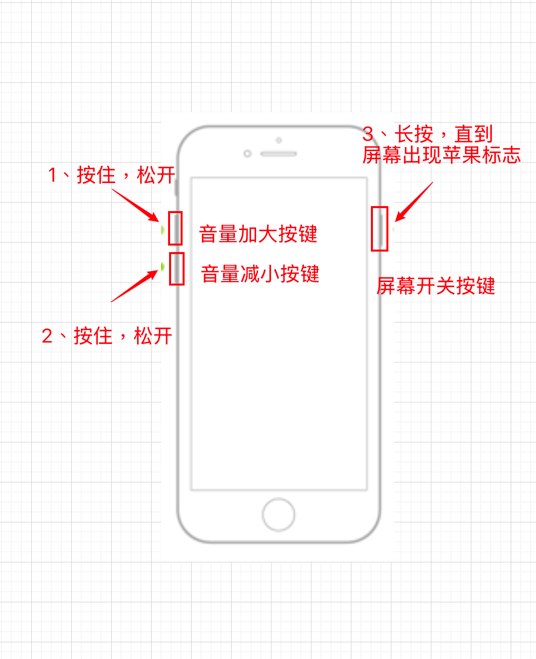 3、长按，直到
屏幕出现苹果标志
1、按住，松开
音量加大按键
音量减小按键
屏幕开关按键
2、按住，松开